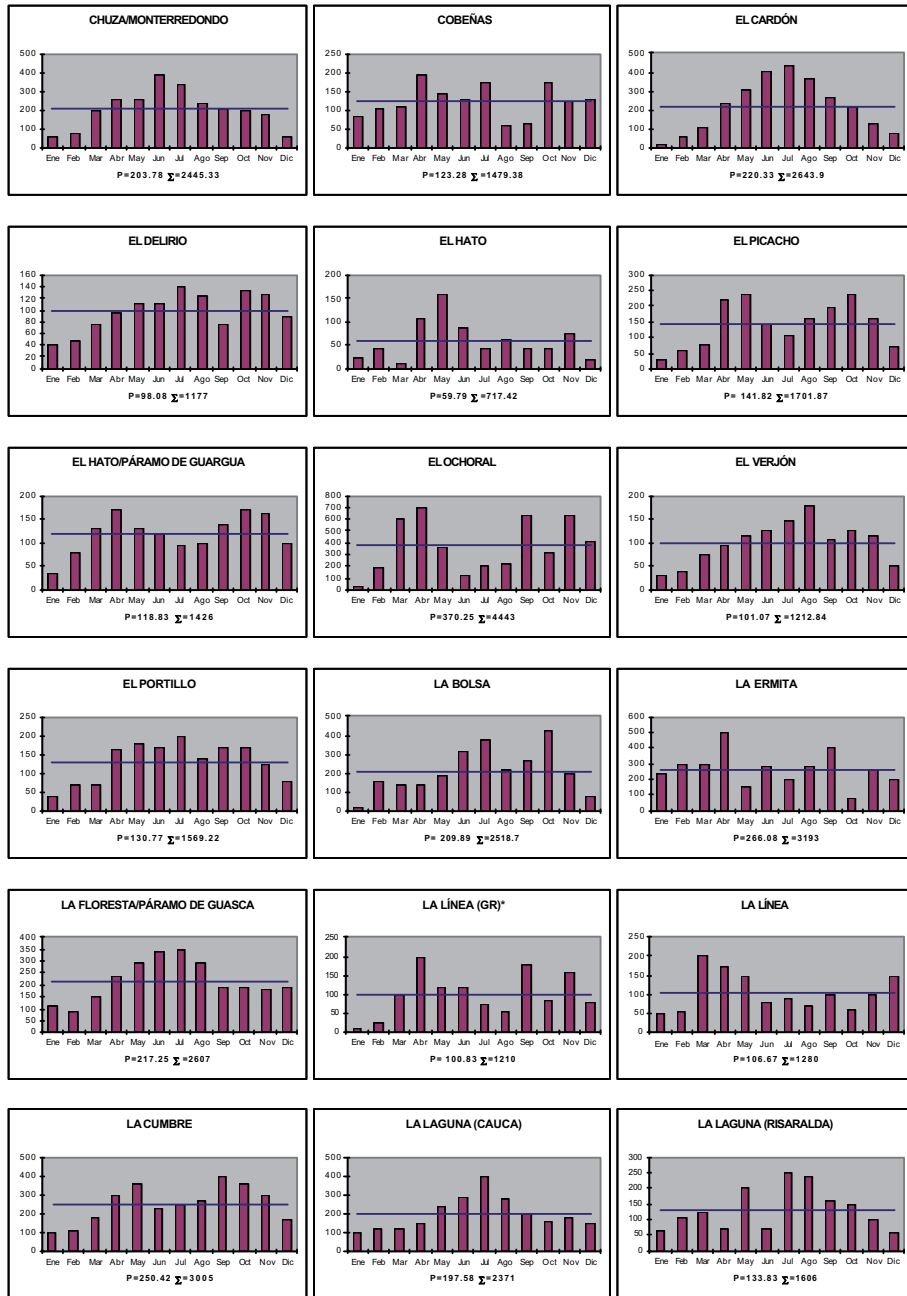 CHUZA/MONTERREDONDO
500
400
300
200
100
0
Ene Feb Mar Abr May Jun Jul Ago Sep Oct Nov Dic
P=203.78 Σ=2445.33
COBEÑAS
250
200
150
100
50
0
Ene Feb Mar Abr May Jun Jul Ago Sep Oct Nov Dic
P=123.28 Σ=1479.38
EL CARDÓN
500
400
300
200
100
0
Ene Feb Mar Abr May Jun Jul Ago Sep Oct Nov Dic
P=220.33 Σ=2643.9
EL DELIRIO
160
140
120
100
80
60
40
20
0
Ene Feb Mar Abr May Jun Jul Ago Sep Oct Nov Dic
P=98.08 Σ=1177
EL HATO
200
150
100
50
0
Ene Feb Mar Abr May Jun Jul Ago Sep Oct Nov Dic
P=59.79 Σ=717.42
EL PICACHO
300
250
200
150
100
50
0
Ene Feb Mar Abr May Jun Jul Ago Sep Oct Nov Dic
P= 141.82 Σ=1701.87
EL HATO/PÁRAMO DE GUARGUA
200
150
100
50
0
Ene Feb Mar Abr May Jun Jul Ago Sep Oct Nov Dic
P=118.83 Σ=1426
EL OCHORAL
800
700
600
500
400
300
200
100
0
Ene Feb Mar Abr May Jun Jul Ago Sep Oct Nov Dic
P=370.25 Σ=4443
EL VERJÓN
200
150
100
50
0
Ene Feb Mar Abr May Jun Jul Ago Sep Oct Nov Dic
P=101.07 Σ=1212.84
EL PORTILLO
250
200
150
100
50
0
Ene Feb Mar Abr May Jun Jul Ago Sep Oct Nov Dic
P=130.77 Σ=1569.22
LA BOLSA
500
400
300
200
100
0
Ene Feb Mar Abr May Jun Jul Ago Sep Oct Nov Dic
P= 209.89 Σ=2518.7
LA ERMITA
600
500
400
300
200
100
0
Ene Feb Mar Abr May Jun Jul Ago Sep Oct Nov Dic
P=266.08 Σ=3193
LA FLORESTA/PÁRAMO DE GUASCA
400
350
300
250
200
150
100
50
0
Ene Feb Mar Abr May Jun Jul Ago Sep Oct Nov Dic
P=217.25 Σ=2607
LA LÍNEA (GR)*
250
200
150
100
50
0
Ene Feb Mar Abr May Jun Jul Ago Sep Oct Nov Dic
P= 100.83 Σ=1210
LA LÍNEA
250
200
150
100
50
0
Ene Feb Mar Abr May Jun Jul Ago Sep Oct Nov Dic
P=106.67 Σ=1280
LA CUMBRE
500
400
300
200
100
0
Ene Feb Mar Abr May Jun Jul Ago Sep Oct Nov Dic
P=250.42 Σ=3005
LA LAGUNA (CAUCA)
500
400
300
200
100
0
Ene Feb Mar Abr May Jun Jul Ago Sep Oct Nov Dic
P=197.58 Σ=2371
LA LAGUNA (RISARALDA)
300
250
200
150
100
50
0
Ene Feb Mar Abr May Jun Jul Ago Sep Oct Nov Dic
P=133.83 Σ=1606